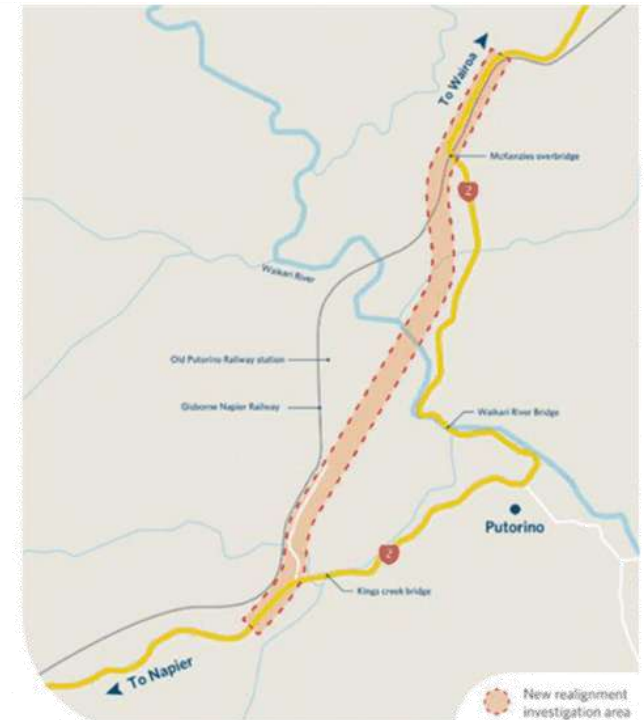 To Wairoa
McKenzies overbridge
2
Waikari River
Old Putorino Railway station
Gisborne Napier Railway
Waikari River Bridge
Putorino
2
Kings creek bridge
To Napier
New realignment
investigation area